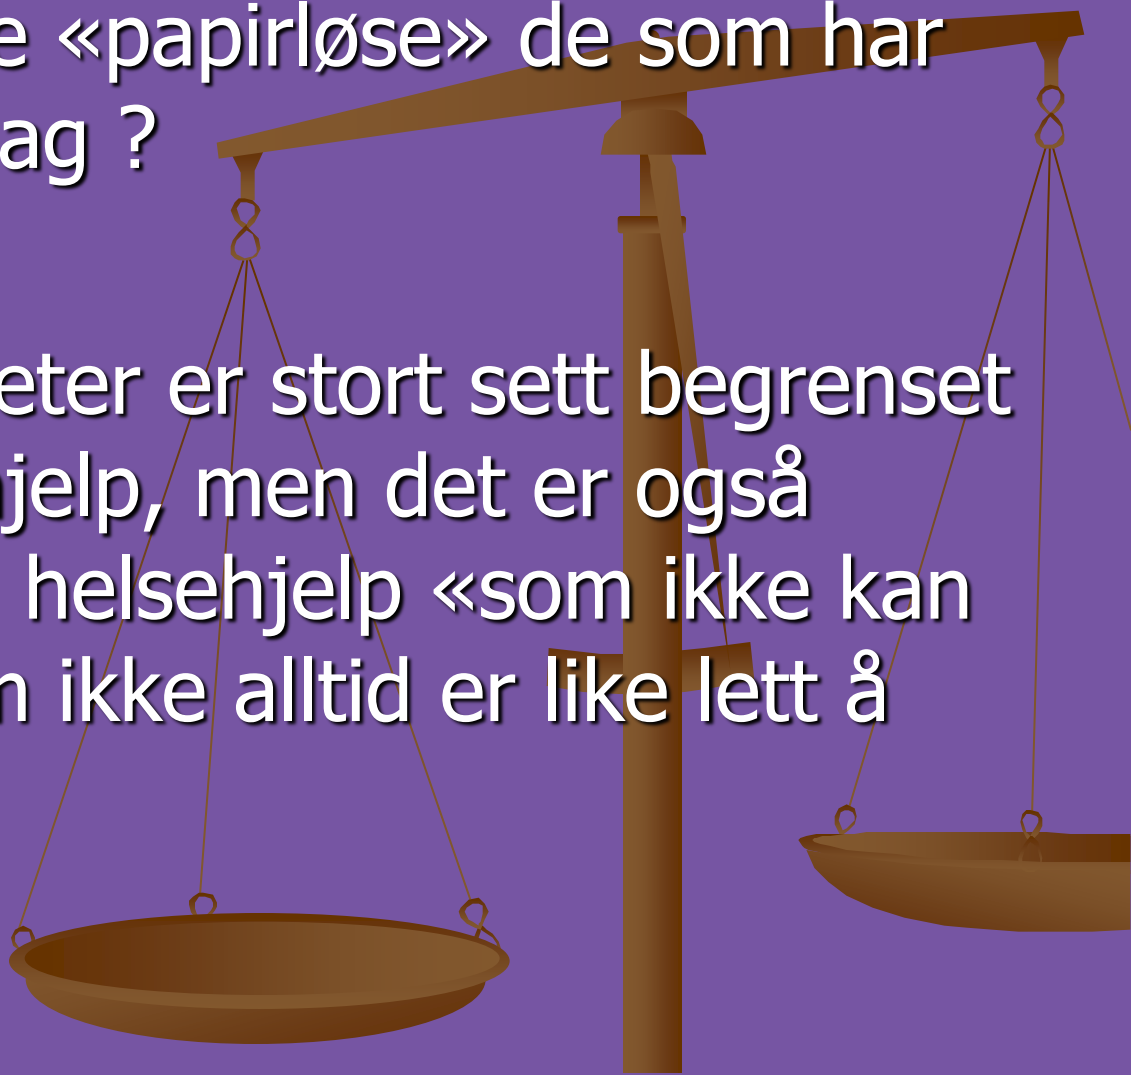 e «papirløse» de som har
ag ?
eter er stort sett begrenset
jelp, men det er også
helsehjelp «som ikke kan
ikke alltid er like lett å